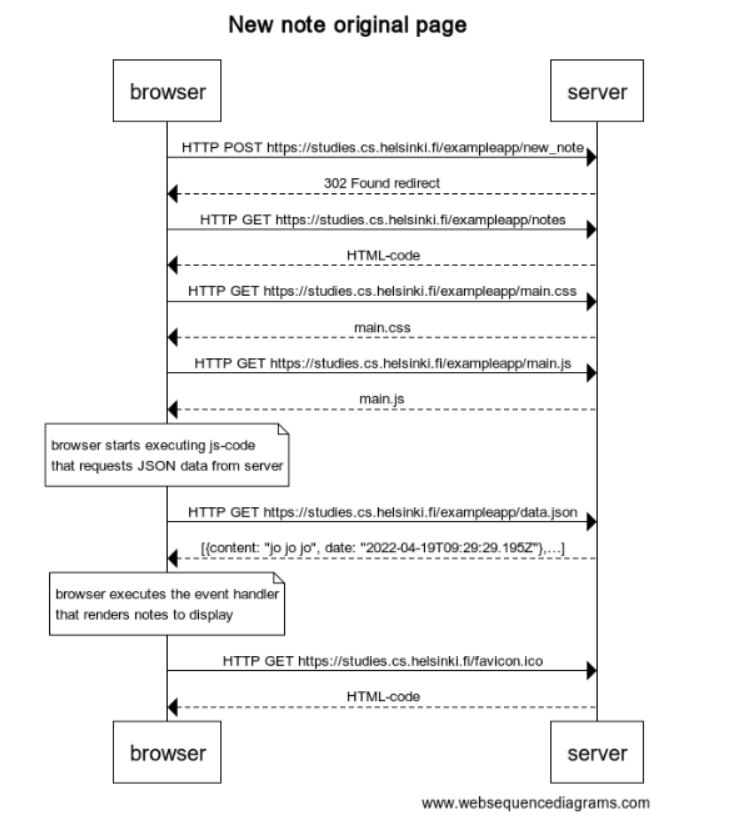 New note original page
browser
server
HTTP POST https://studies.cs.helsinki.fi/exampleapp/new_note
302 Found redirect
HTTP GET https://studies.cs.helsinki.fi/exampleapp/notes
HTML-code
HTTP GET https://studies.cs.helsinki.fi/exampleapp/main.css
main.css
HTTP GET https://studies.cs.helsinki.fi/exampleapp/main.js
main.js
browser starts executing js-code
that requests JSON data from server
HTTP GET https://studies.cs.helsinki.fi/exampleapp/data.json
[{content: "jo jo jo", date: "2022-04-19T09:29:29.195Z"},...]
browser executes the event handler
that renders notes to display
HTTP GET https://studies.cs.helsinki.fi/favicon.ico
HTML-code
browser
server
www.websequencediagrams.com